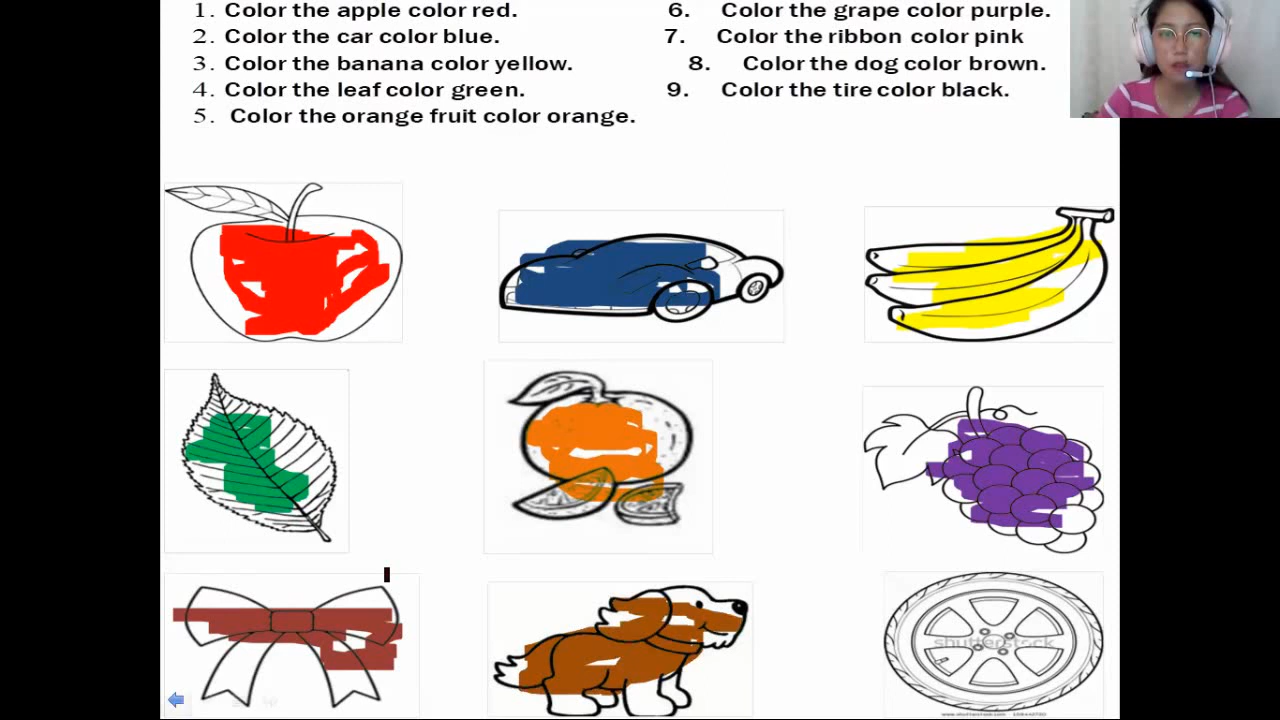 1. Color the apple color red.
2. Color the car color blue.
3. Color the banana color yellow.
4. Color the leaf color green.
5. Color the orange fruit color orange.
6. Color the grape color purple.
7. Color the ribbon color pink
8. Color the dog color brown.
9. Color the tire color black.
shutterstock